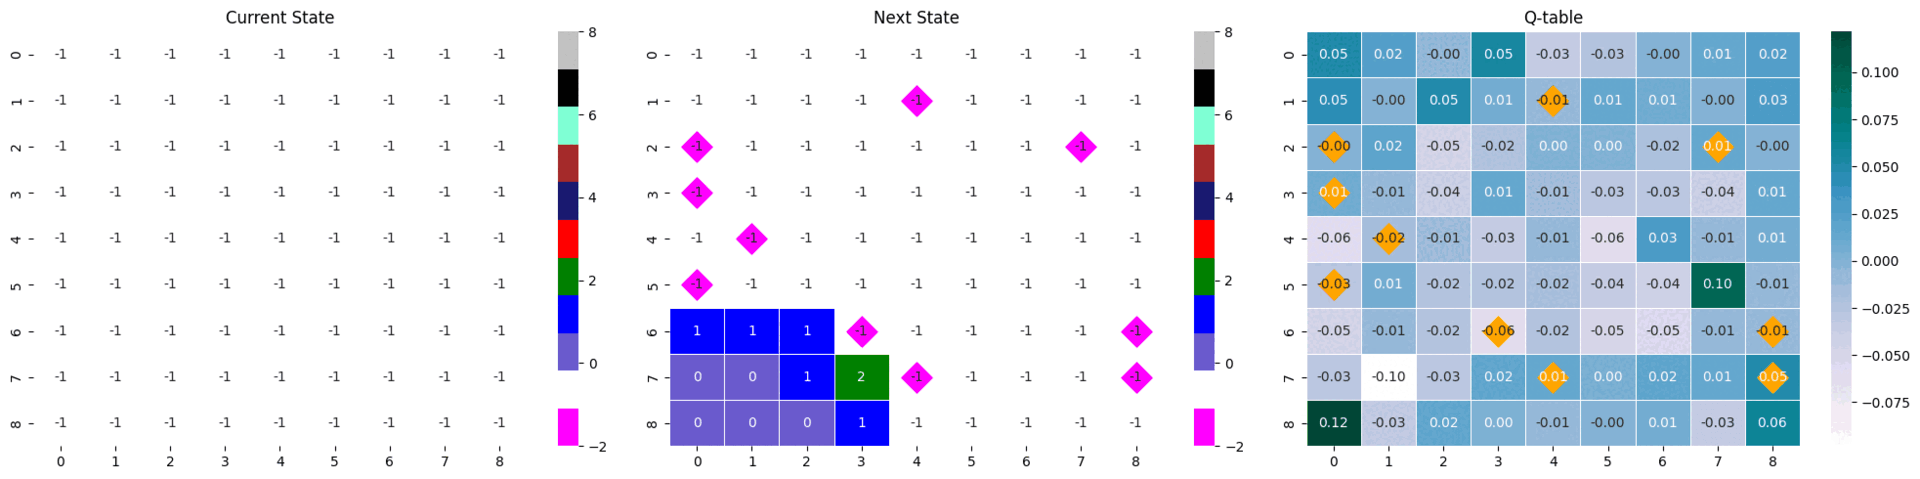 Current State
0 -1 -1 -1 -1 -1 -1 -1 -1 -1
1 -1 -1 -1 -1 -1 -1 -1 -1 -1
2 -1 -1 -1 -1 -1 -1 -1 -1 -1
3 -1 -1 -1 -1 -1 -1 -1 -1 -1
4 -1 -1 -1 -1 -1 -1 -1 -1 -1
5 -1 -1 -1 -1 -1 -1 -1 -1 -1
6 -1 -1 -1 -1 -1 -1 -1 -1 -1
7 -1 -1 -1 -1 -1 -1 -1 -1 -1
8 -1 -1 -1 -1 -1 -1 -1 -1 -1
0 1 2 3 4 5 6 7 8
8
6
4
2
0
−2
Next State
0 -1 -1 -1 -1 -1 -1 -1 -1 -1
1 -1 -1 -1 -1 -1 -1 -1 -1 -1
2 -1 -1 -1 -1 -1 -1 -1 -1 -1
3 -1 -1 -1 -1 -1 -1 -1 -1 -1
4 -1 -1 -1 -1 -1 -1 -1 -1 -1
5 -1 -1 -1 -1 -1 -1 -1 -1 -1
6 1 1 1 -1 -1 -1 -1 -1 -1
7 0 0 1 2 -1 -1 -1 -1 -1
8 0 0 0 1 -1 -1 -1 -1 -1
0 1 2 3 4 5 6 7 8
8
6
4
2
0
−2
Q-table
0 0.05 0.02 -0.00 0.05 -0.03 -0.03 -0.00 0.01 0.02
1 0.05 -0.00 0.05 0.01 -0.01 0.01 0.01 -0.00 0.03
2 -0.00 0.02 -0.05 -0.02 0.00 0.00 -0.02 0.01 -0.00
3 0.01 -0.01 -0.04 0.01 -0.01 -0.03 -0.03 -0.04 0.01
4 -0.06 -0.02 -0.01 -0.03 -0.01 -0.06 0.03 -0.01 0.01
5 -0.03 0.01 -0.02 -0.02 -0.02 -0.04 -0.04 0.10 -0.01
6 -0.05 -0.01 -0.02 -0.06 -0.02 -0.05 -0.05 -0.01 -0.01
7 -0.03 -0.10 -0.03 0.02 0.01 0.00 0.02 0.01 0.05
8 0.12 -0.03 0.02 0.00 -0.01 -0.00 0.01 -0.03 0.06
0 1 2 3 4 5 6 7 8
0.100
0.075
0.050
0.025
0.000
−0.025
−0.050
−0.075